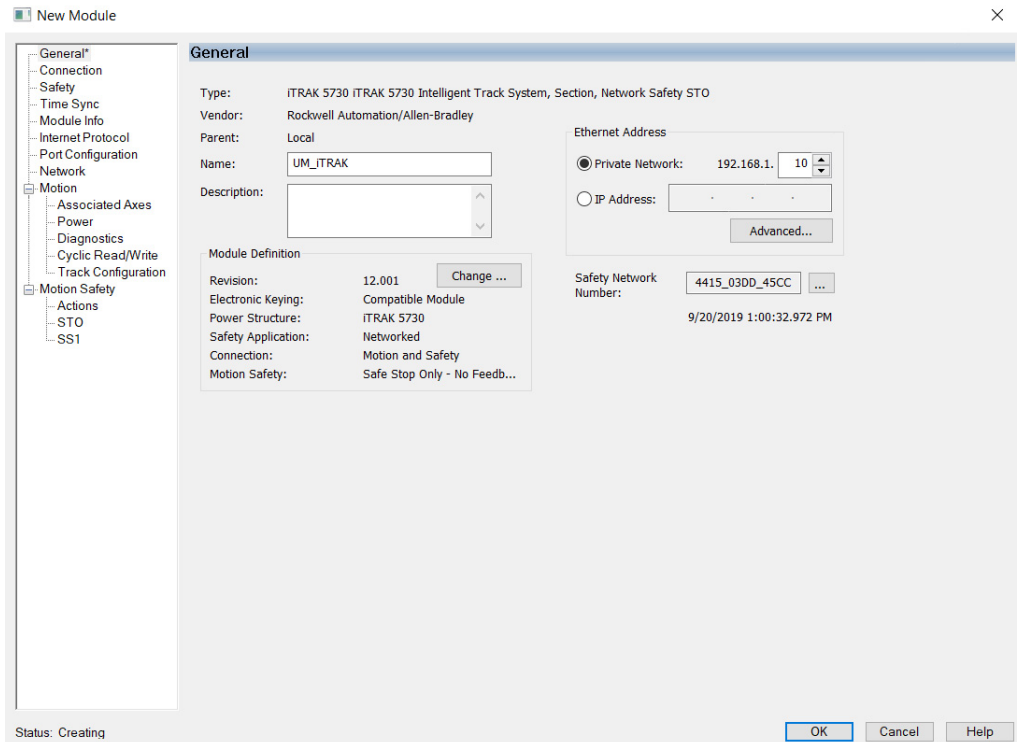 New Module
General*
Connection
Safety
Time Sync
Module Info
Internet Protocol
Port Configuration
Network
Motion
Associated Axes
Power
Diagnostics
Cyclic Read/Write
Track Configuration
Motion Safety
Actions
STO
SS1
General
Type: iTRAK 5730 iTRAK 5730 Intelligent Track System, Section, Network Safety STO
Vendor: Rockwell Automation/Allen-Bradley
Parent: Local
Name: UM_iTRAK
Description:
Module Definition
Revision: 12.001 Change ...
Electronic Keying: Compatible Module
Power Structure: iTRAK 5730
Safety Application: Networked
Connection: Motion and Safety
Motion Safety: Safe Stop Only - No Feedb...
Ethernet Address
Private Network: 192.168.1. 10
IP Address: . . .
Advanced...
Safety Network
Number: 4415_03DD_45CC ...
9/20/2019 1:00:32.972 PM
Status: Creating
OK Cancel Help